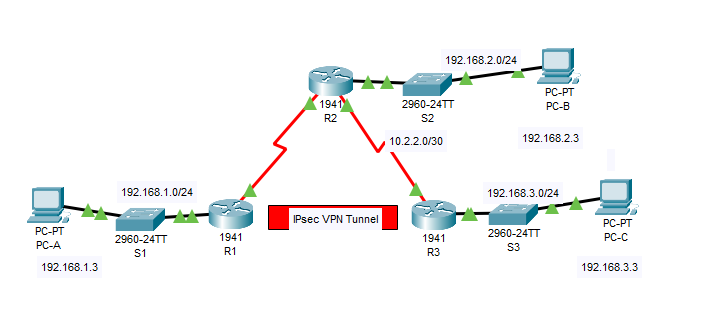 192.168.2.0/24
1941
R2
2960-24TT
S2
PC-PT
PC-B
10.2.2.0/30
192.168.2.3
192.168.1.0/24
192.168.3.0/24
PC-PT
PC-A
2960-24TT
S1
1941
R1
IPsec VPN Tunnel
1941
R3
2960-24TT
S3
PC-PT
PC-C
192.168.1.3
192.168.3.3